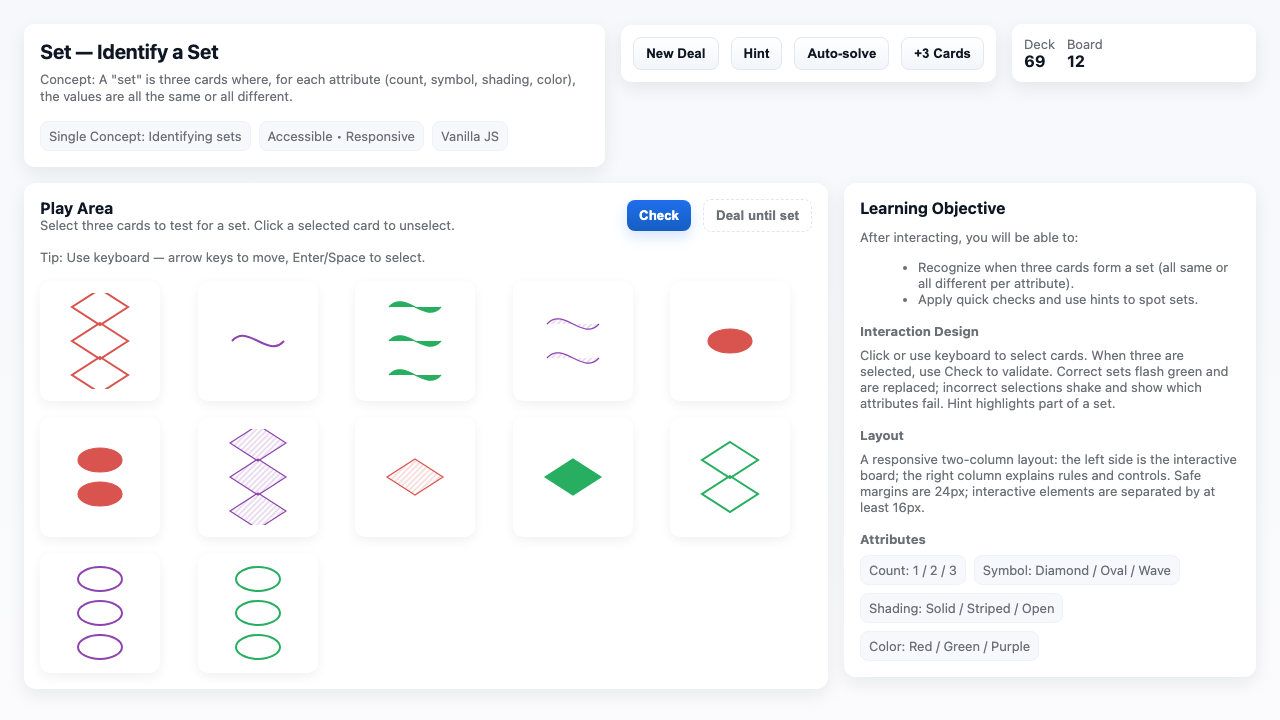 Set — Identify a Set
Concept: A "set" is three cards where, for each attribute (count, symbol, shading, color),
the values are all the same or all different.
Single Concept: Identifying sets
Accessible • Responsive
Vanilla JS
New Deal
Hint
Auto-solve
+3 Cards
Deck
69
Board
12
Play Area
Select three cards to test for a set. Click a selected card to unselect.
Check
Deal until set
Tip: Use keyboard — arrow keys to move, Enter/Space to select.
Learning Objective
After interacting, you will be able to:
• Recognize when three cards form a set (all same or
all different per attribute).
• Apply quick checks and use hints to spot sets.
Interaction Design
Click or use keyboard to select cards. When three are
selected, use Check to validate. Correct sets flash green and
are replaced; incorrect selections shake and show which
attributes fail. Hint highlights part of a set.
Layout
A responsive two-column layout: the left side is the interactive
board; the right column explains rules and controls. Safe
margins are 24px; interactive elements are separated by at
least 16px.
Attributes
Count: 1 / 2 / 3
Symbol: Diamond / Oval / Wave
Shading: Solid / Striped / Open
Color: Red / Green / Purple